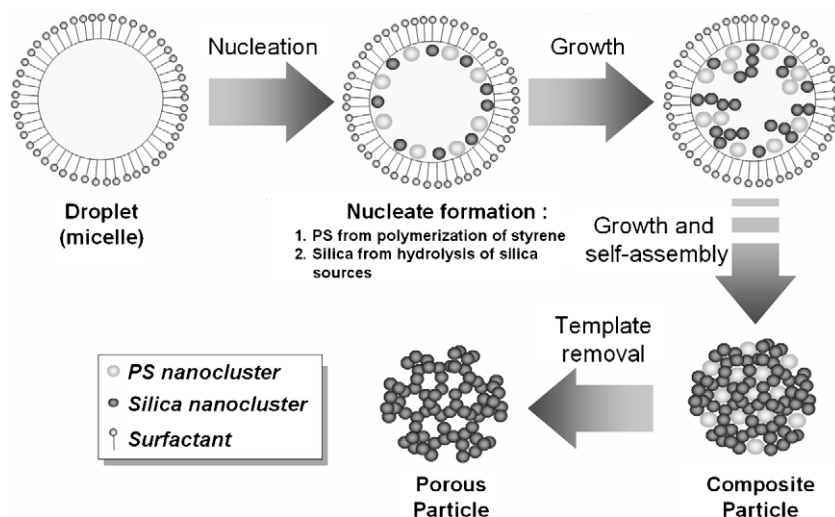 Nucleation
Growth
Droplet
(micelle)
Nucleate formation :
1. PS from polymerization of styrene
2. Silica from hydrolysis of silica
sources
Growth and
self-assembly
Template
removal
PS nanocluster
Silica nanocluster
Surfactant
Porous
Particle
Composite
Particle